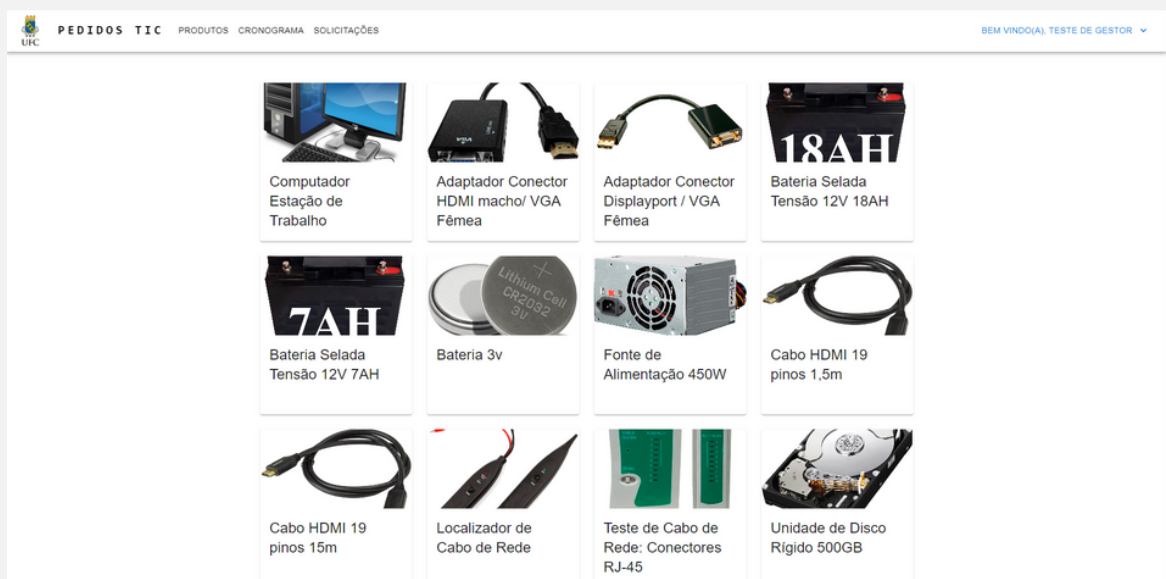 UFC
PEDIDOS TIC PRODUTOS CRONOGRAMA SOLICITAÇÕES BEM VINDO(A), TESTE DE GESTOR
VGA
18AH
Computador
Estação de
Trabalho
Adaptador Conector
HDMI macho/ VGA
Fêmea
Adaptador Conector
Displayport / VGA
Fêmea
Bateria Selada
Tensão 12V 18AH
7AH
Lithium Cell
CR2032
3V
Bateria Selada
Tensão 12V 7AH
Bateria 3v
Fonte de
Alimentação 450W
Cabo HDMI 19
pinos 1,5m
Cabo HDMI 19
pinos 15m
Localizador de
Cabo de Rede
Teste de Cabo de
Rede: Conectores
RJ-45
Unidade de Disco
Rígido 500GB